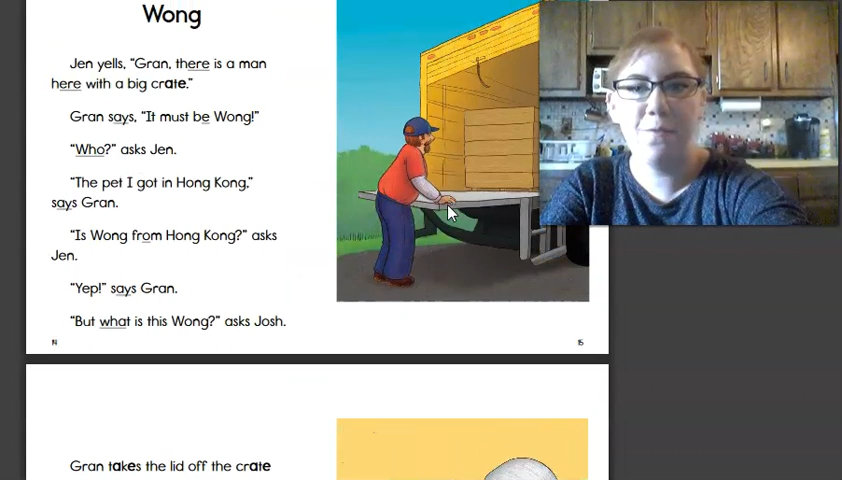 Wong
Jen yells, “Gran, there is a man
here with a big crate.”
Gran says, “It must be Wong!”
“Who?” asks Jen.
“The pet I got in Hong Kong,”
says Gran.
“Is Wong from Hong Kong?” asks
Jen.
“Yep!” says Gran.
“But what is this Wong?” asks Josh.
14
15
Gran takes the lid off the crate